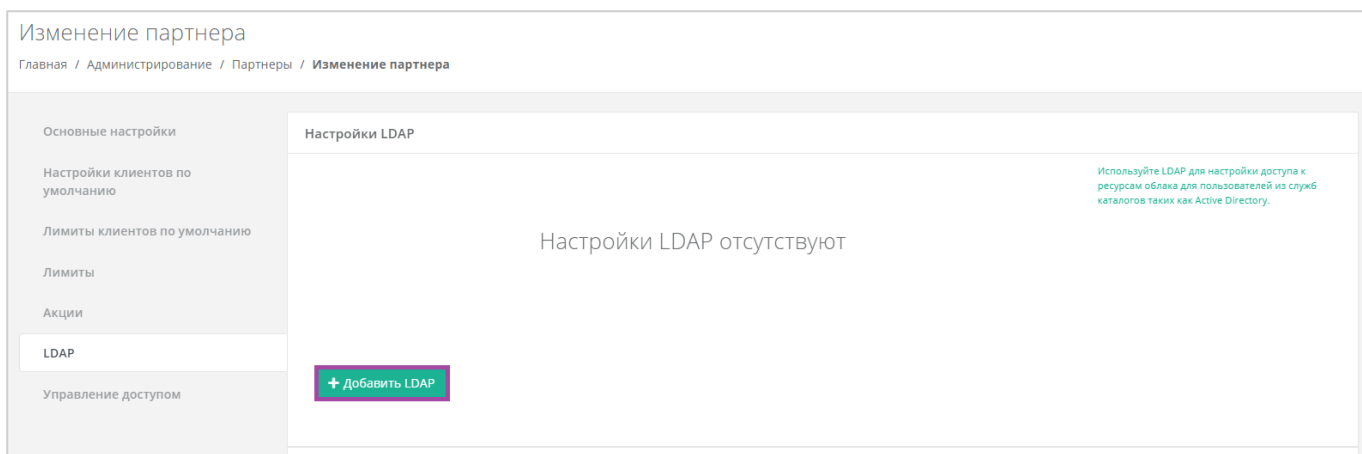 Изменение партнера
Главная / Администрирование / Партнеры / Изменение партнера
Основные настройки
Настройки клиентов по
умолчанию
Лимиты клиентов по умолчанию
Лимиты
Акции
LDAP
Управление доступом
Настройки LDAP
Используйте LDAP для настройки доступа к
ресурсам облака для пользователей из служб
каталогов таких как Active Directory.
Настройки LDAP отсутствуют
+ Добавить LDAP